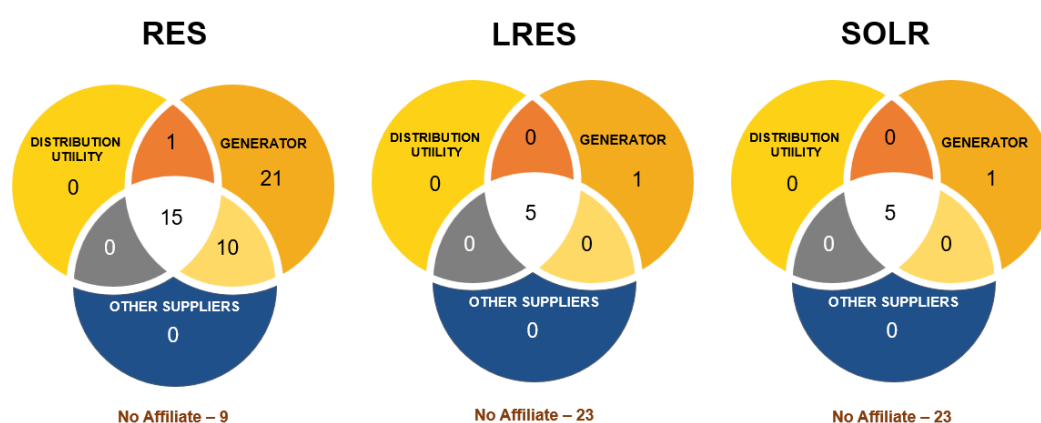 RES
DISTRIBUTION
UTIILITY
0
1
GENERATOR
21
15
0
10
OTHER SUPPLIERS
0
No Affiliate – 9
LRES
DISTRIBUTION
UTILITY
0
0
GENERATOR
1
5
0
0
OTHER SUPPLIERS
0
No Affiliate – 23
SOLR
DISTRIBUTION
UTILITY
0
0
GENERATOR
1
5
0
0
OTHER SUPPLIERS
0
No Affiliate – 23